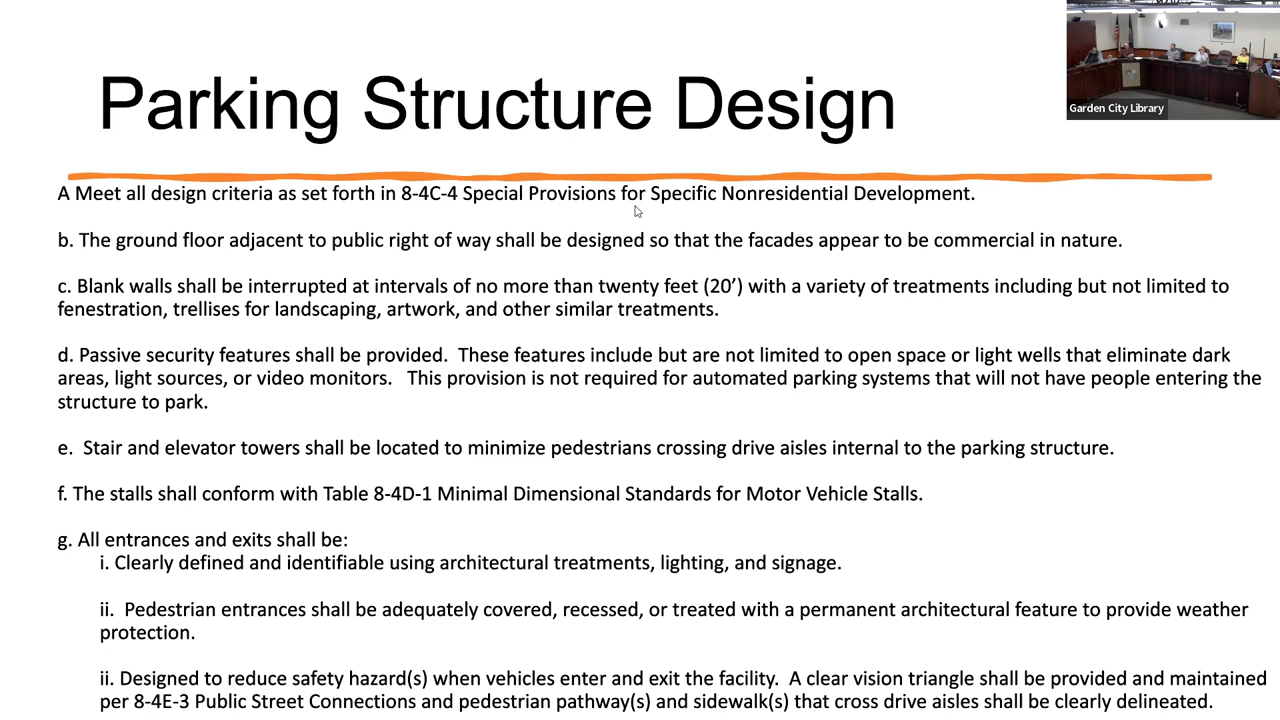 Parking Structure Design
Garden City Library
A Meet all design criteria as set forth in 8-4C-4 Special Provisions for Specific Nonresidential Development.
b. The ground floor adjacent to public right of way shall be designed so that the facades appear to be commercial in nature.
c. Blank walls shall be interrupted at intervals of no more than twenty feet (20’) with a variety of treatments including but not limited to
fenestration, trellises for landscaping, artwork, and other similar treatments.
d. Passive security features shall be provided.  These features include but are not limited to open space or light wells that eliminate dark
areas, light sources, or video monitors.   This provision is not required for automated parking systems that will not have people entering the
structure to park.
e.  Stair and elevator towers shall be located to minimize pedestrians crossing drive aisles internal to the parking structure.
f. The stalls shall conform with Table 8-4D-1 Minimal Dimensional Standards for Motor Vehicle Stalls.
g. All entrances and exits shall be:
i. Clearly defined and identifiable using architectural treatments, lighting, and signage.
ii.  Pedestrian entrances shall be adequately covered, recessed, or treated with a permanent architectural feature to provide weather
protection.
ii. Designed to reduce safety hazard(s) when vehicles enter and exit the facility.  A clear vision triangle shall be provided and maintained
per 8-4E-3 Public Street Connections and pedestrian pathway(s) and sidewalk(s) that cross drive aisles shall be clearly delineated.